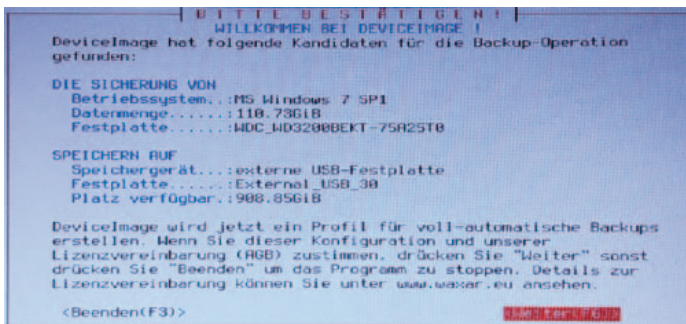 BITTE BESTÄTIGEN!
WILLKOMMEN BEI DEVICEIMAGE !
DeviceImage hat folgende Kandidaten für die Backup-Operation
gefunden:
DIE SICHERUNG VON
Betriebssystem..:MS Windows 7 SP1
Datenmenge......:110.73GiB
Festplatte......:WDC_WD3200BEKT-75A25T0
SPEICHERN AUF
Speichergerät...:externe USB-Festplatte
Festplatte......:External_USB_30
Platz verfügbar.:908.85GiB
DeviceImage wird jetzt ein Profil für voll-automatische Backups
erstellen. Wenn Sie dieser Konfiguration und unserer
Lizenzvereinbarung (AGB) zustimmen, drücken Sie "Weiter" sonst
drücken Sie "Beenden" um das Programm zu stoppen. Details zur
Lizenzvereinbarung können Sie unter www.waxar.eu ansehen.
<Beenden(F3)>
<Weiter(F6)>